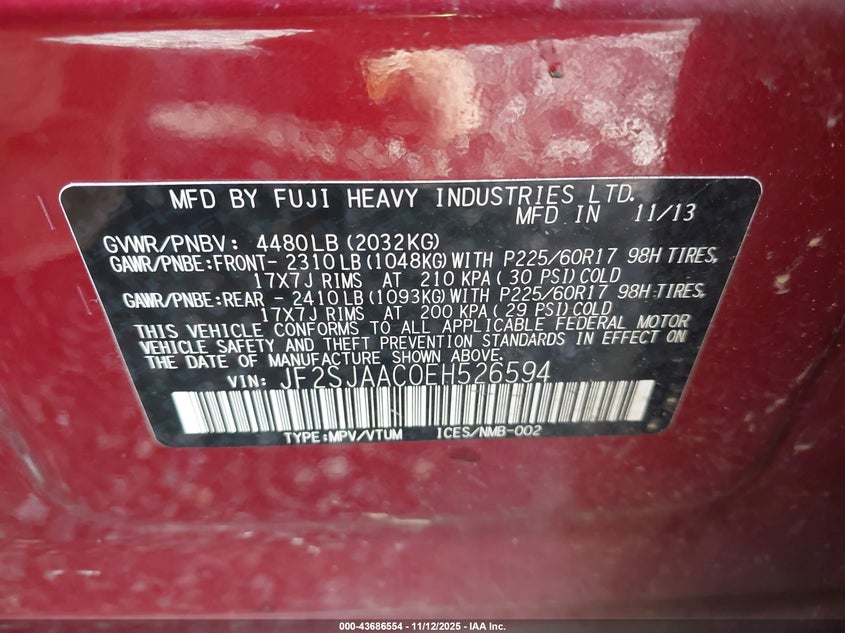 MFD BY FUJI HEAVY INDUSTRIES LTD.
MFD IN 11/13
GVWR/PNBV: 4480LB (2032KG)
GAWR/PNBE:FRONT- 2310LB (1048KG) WITH P225/60R17 98H TIRES,
17X7J RIMS AT 210 KPA ( 30 PSI) COLD
GAWR/PNBE:REAR - 2410LB (1093KG) WITH P225/60R17 98H TIRES,
17X7J RIMS AT 200 KPA ( 29 PSI) COLD
THIS VEHICLE CONFORMS TO ALL APPLICABLE FEDERAL MOTOR
VEHICLE SAFETY AND THEFT PREVENTION STANDARDS IN EFFECT ON
THE DATE OF MANUFACTURE SHOWN ABOVE.
VIN: JF2SJAAC0EH526594
TYPE:MPV/VTUM ICES/NMB-002
000-43686554 - 11/12/2025 - IAA Inc.